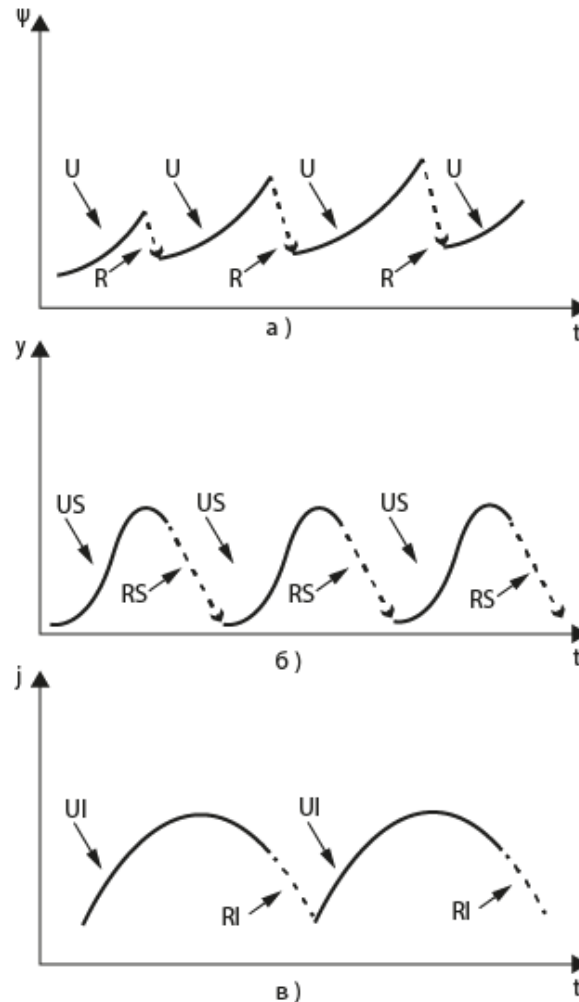 ψ
U U U U
R R R
t
а )
y
US US US
RS RS RS
t
б )
j
UI UI
RI RI
t
в )